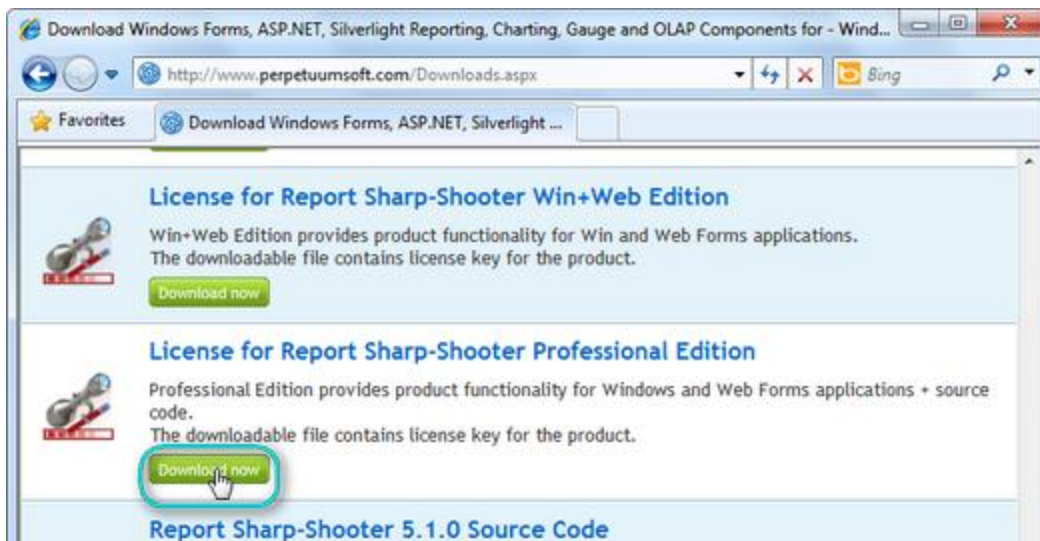 Download Windows Forms, ASP.NET, Silverlight Reporting, Charting, Gauge and OLAP Components for - Wind...
http://www.perpetuumsoft.com/Downloads.aspx
Bing
Favorites
Download Windows Forms, ASP.NET, Silverlight ...
License for Report Sharp-Shooter Win+Web Edition
Win+Web Edition provides product functionality for Win and Web Forms applications.
The downloadable file contains license key for the product.
Download now
License for Report Sharp-Shooter Professional Edition
Professional Edition provides product functionality for Windows and Web Forms applications + source
code.
The downloadable file contains license key for the product.
Download now
Report Sharp-Shooter 5.1.0 Source Code